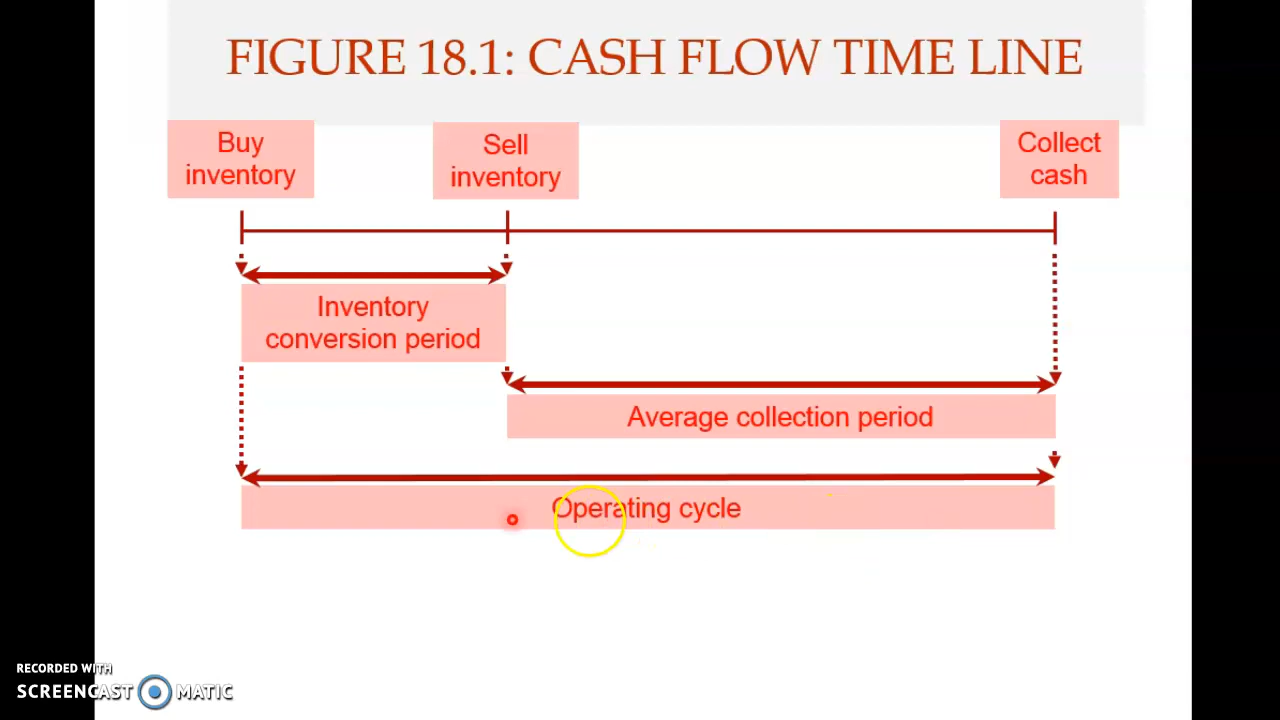 FIGURE 18.1: CASH FLOW TIME LINE
Buy
inventory
Sell
inventory
Collect
cash
Inventory
conversion period
Average collection period
Operating cycle
RECORDED WITH
SCREENCAST MATIC